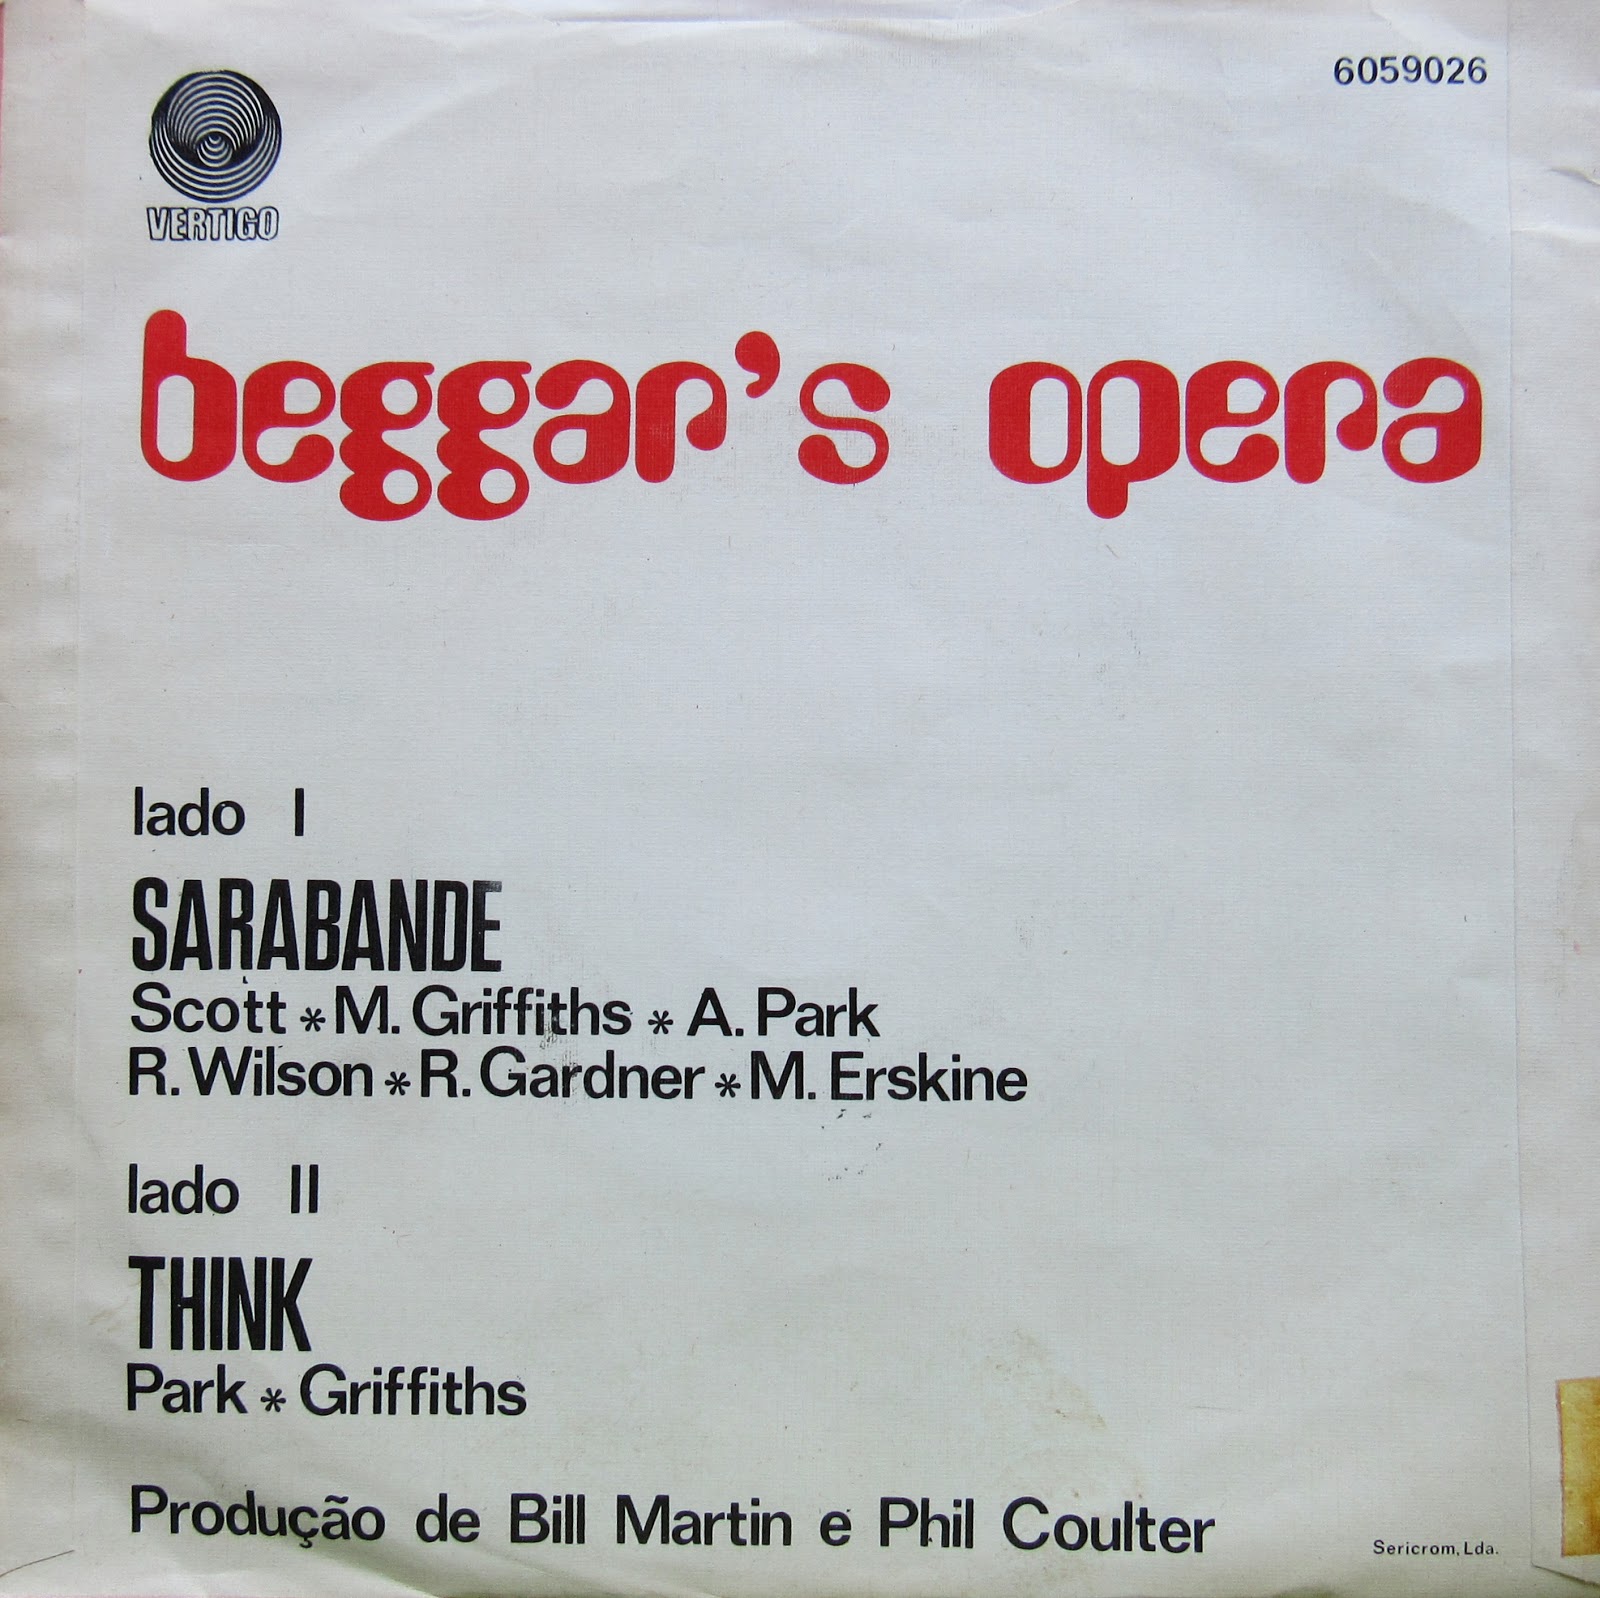 6059026
VERTIGO
beggar's opera
lado I
SARABANDE
Scott * M. Griffiths * A. Park
R. Wilson * R. Gardner * M. Erskine
lado II
THINK
Park * Griffiths
Produção de Bill Martin e Phil Coulter
Sericrom, Lda.